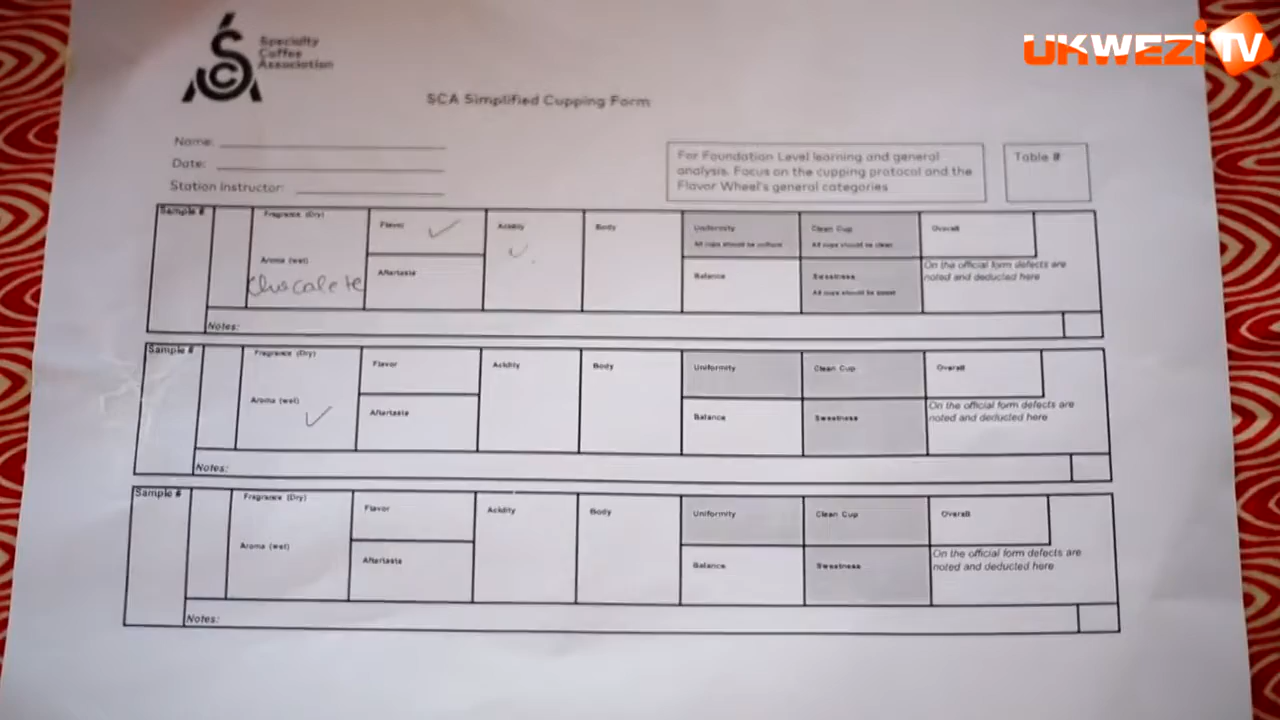 UKWEZI TV
Specialty
Coffee
Association
SCA Simplified Cupping Form
Name:
Date:
Station Instructor:
For Foundation Level learning and general
analysis. Focus on the cupping protocol and the
Flavor Wheel's general categories
Table #
Sample #
Fragrance (Dry)
Aroma (wet)
Chocalete
Flavor
Aftertaste
Acidity
Body
Uniformity
All cups should be uniform
Balance
Clean Cup
All cups should be clean
Sweetness
All cups should be sweet
Overall
On the official form defects are
noted and deducted here
Notes:
Sample #
Fragrance (Dry)
Aroma (wet)
Flavor
Aftertaste
Acidity
Body
Uniformity
Balance
Clean Cup
Sweetness
Overall
On the official form defects are
noted and deducted here
Notes:
Sample #
Fragrance (Dry)
Aroma (wet)
Flavor
Aftertaste
Acidity
Body
Uniformity
Balance
Clean Cup
Sweetness
Overall
On the official form defects are
noted and deducted here
Notes: